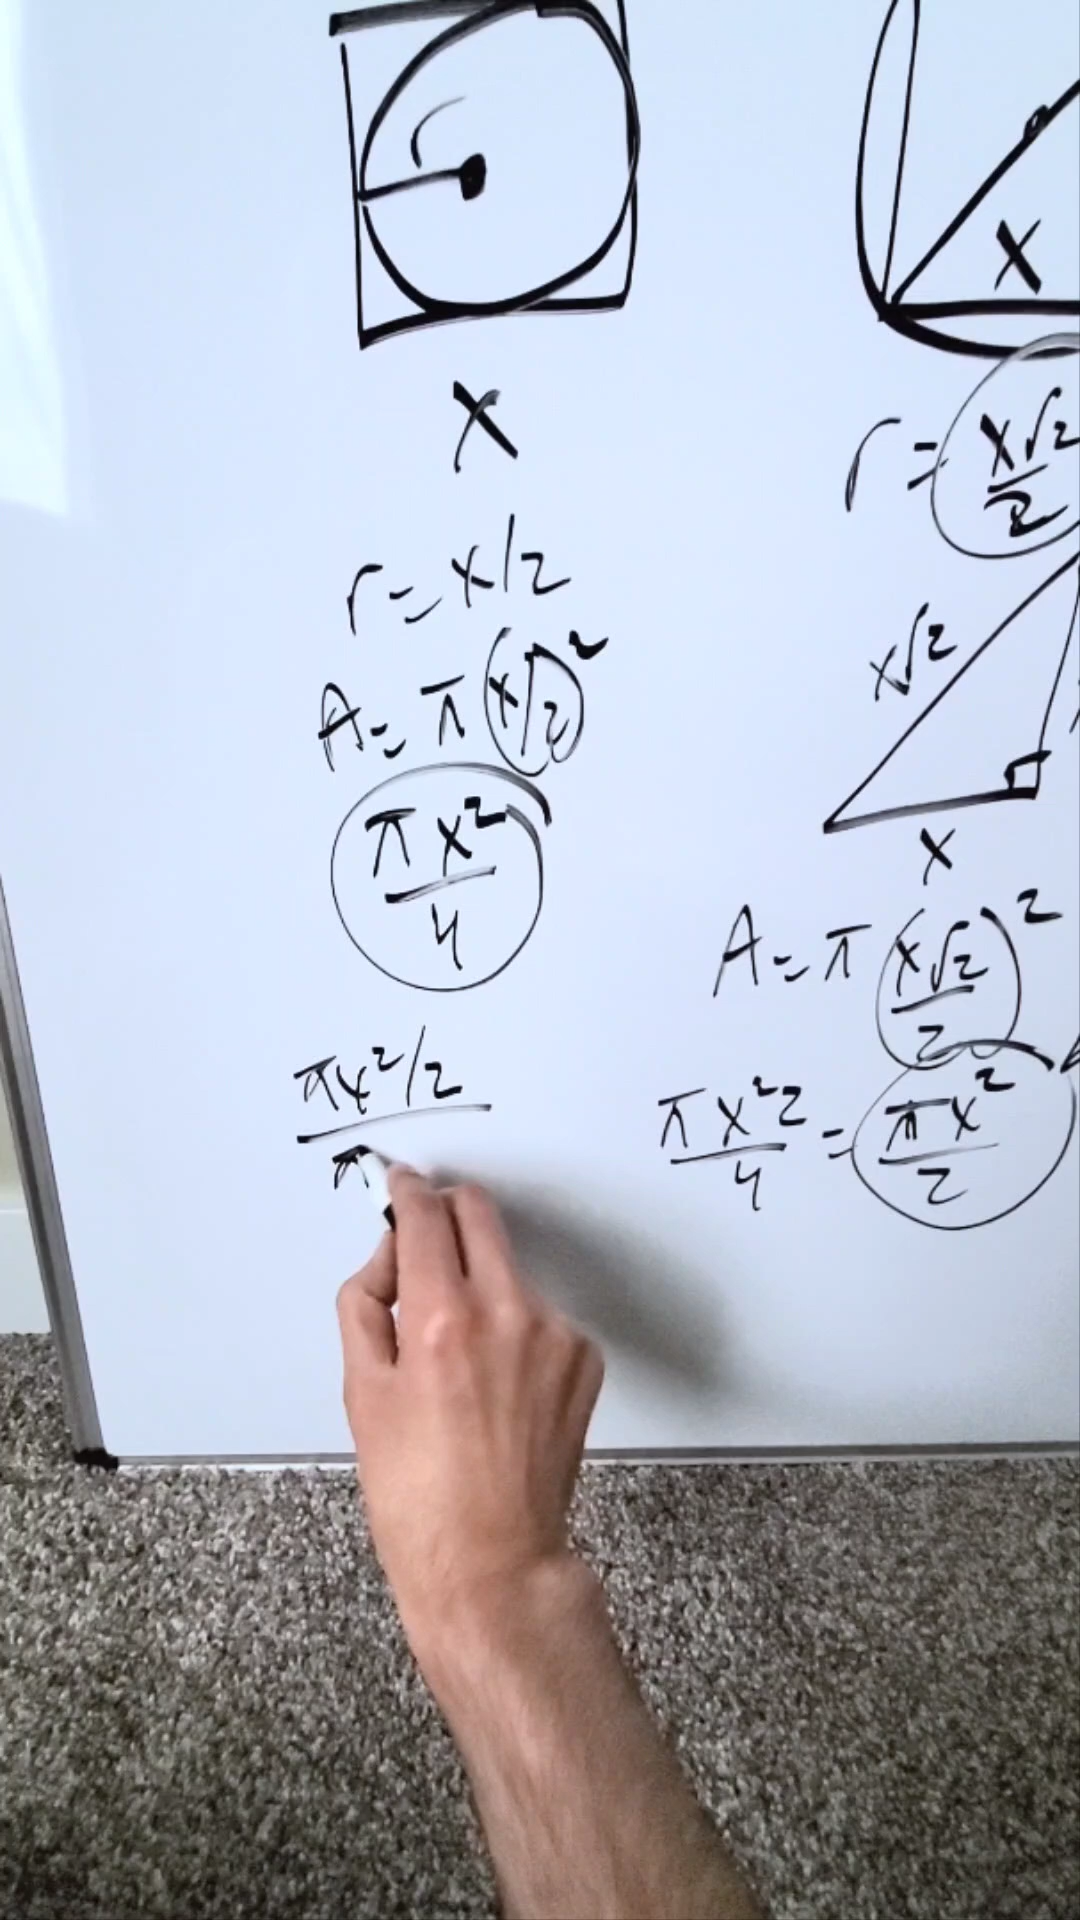 r
x
r = x/2
A = π (x/2)²
πx²
4
πx²/2
π
x
r = x√2
2
x√2
x
A = π (x√2)²
2
πx²2 = πx²
4 2